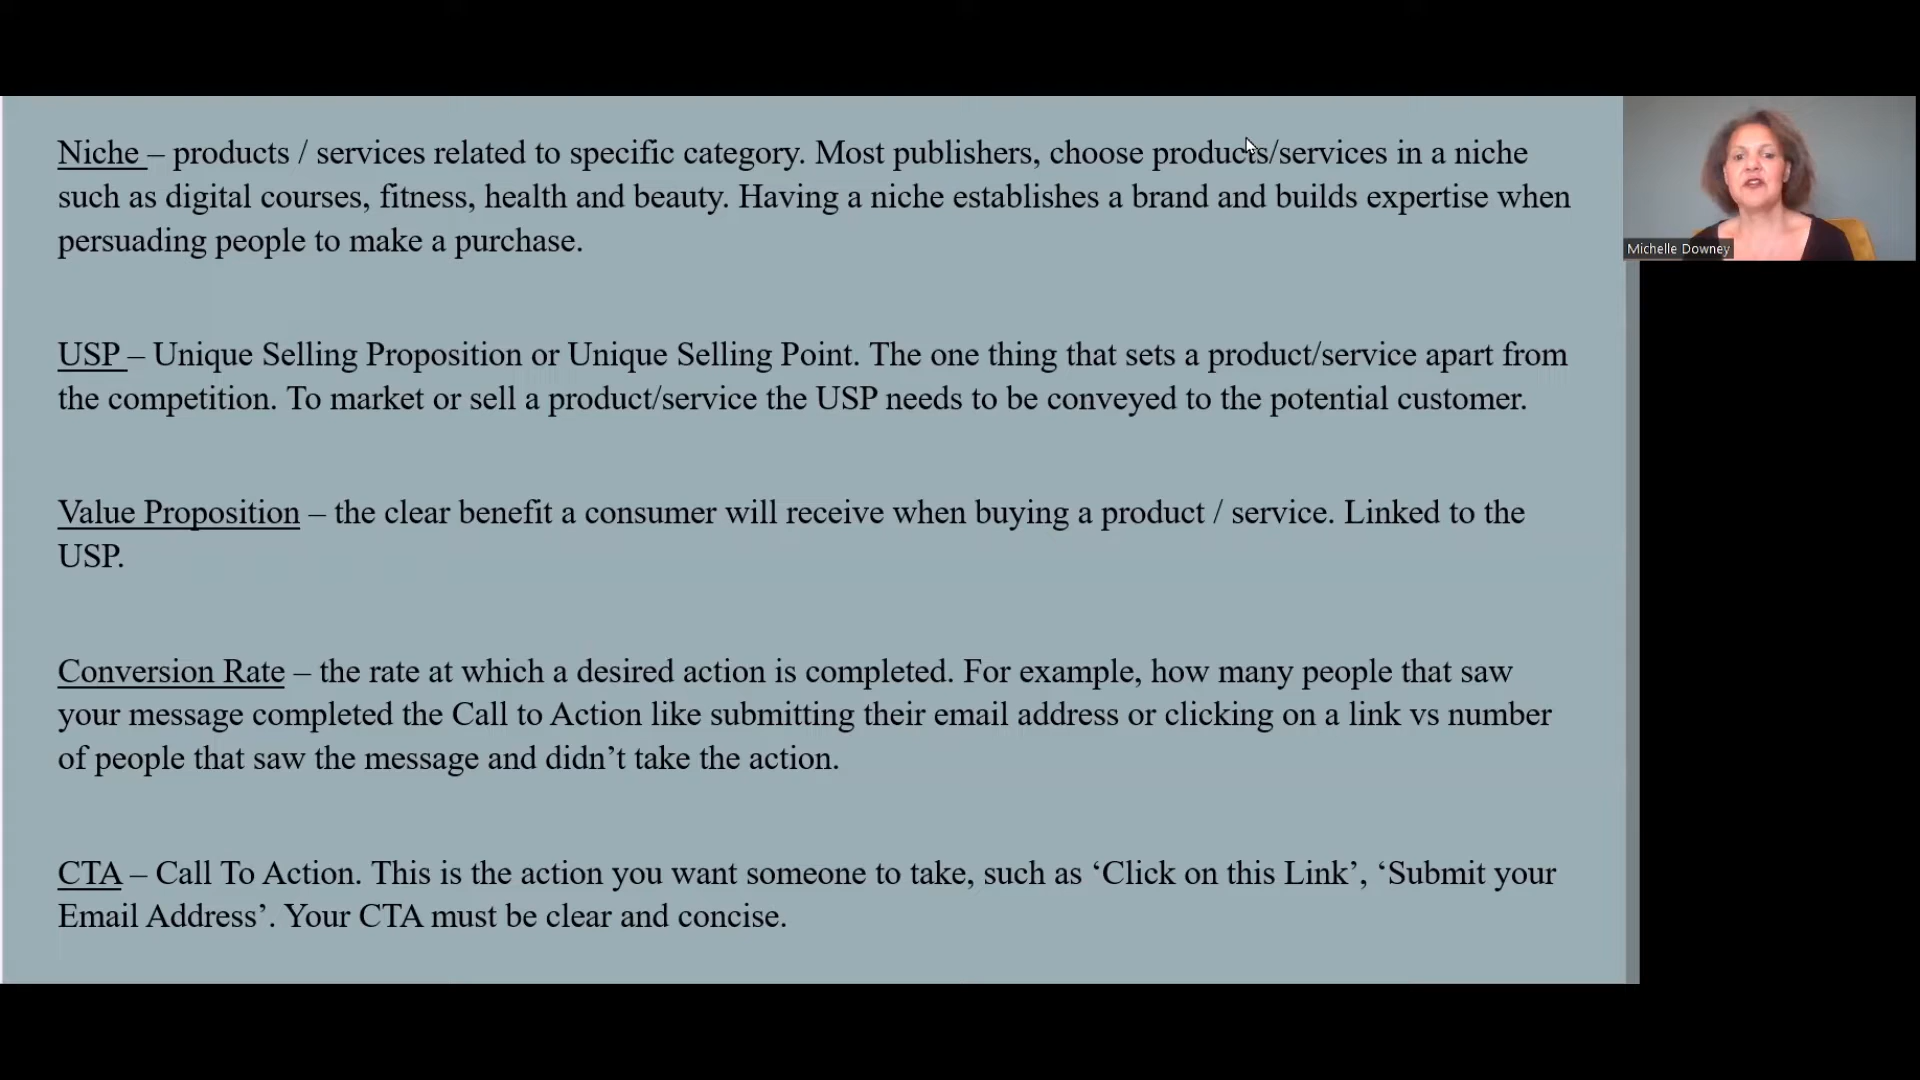 Niche – products / services related to specific category. Most publishers, choose products/services in a niche
such as digital courses, fitness, health and beauty. Having a niche establishes a brand and builds expertise when
persuading people to make a purchase.
USP – Unique Selling Proposition or Unique Selling Point. The one thing that sets a product/service apart from
the competition. To market or sell a product/service the USP needs to be conveyed to the potential customer.
Value Proposition – the clear benefit a consumer will receive when buying a product / service. Linked to the
USP.
Conversion Rate – the rate at which a desired action is completed. For example, how many people that saw
your message completed the Call to Action like submitting their email address or clicking on a link vs number
of people that saw the message and didn’t take the action.
CTA – Call To Action. This is the action you want someone to take, such as ‘Click on this Link’, ‘Submit your
Email Address’. Your CTA must be clear and concise.
Michelle Downey